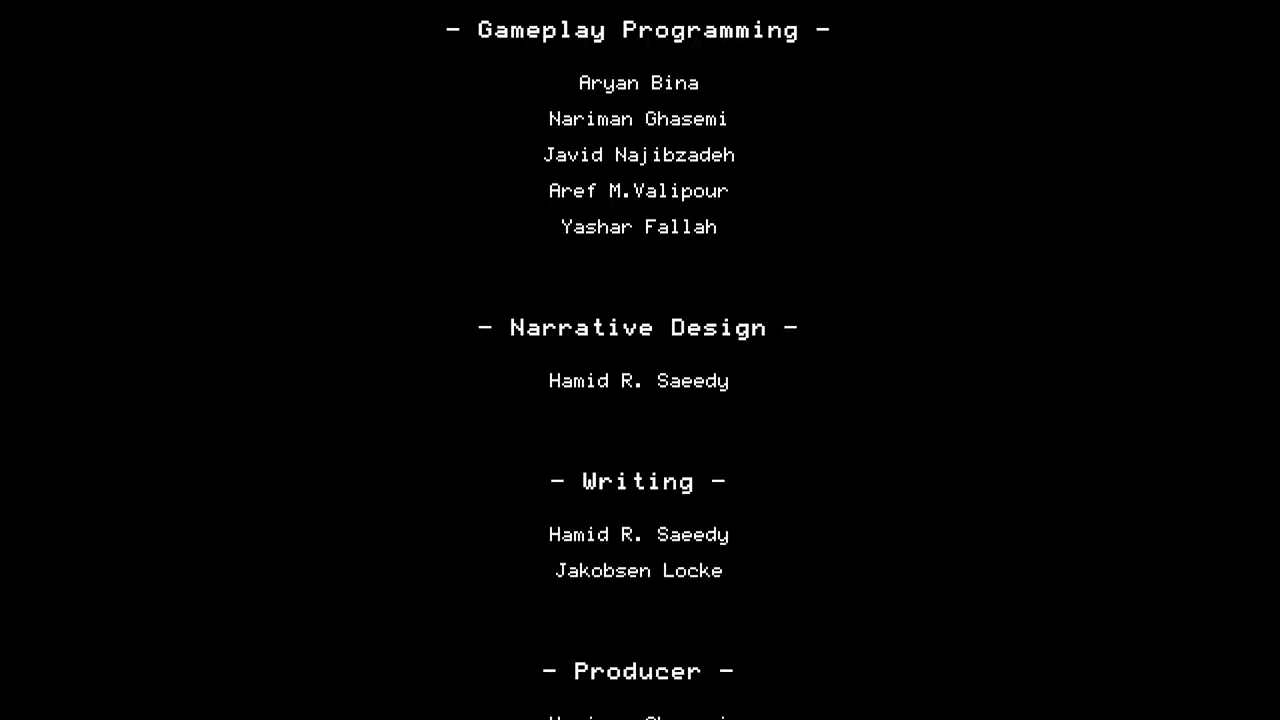 - Gameplay Programming -
Aryan Bina
Nariman Ghasemi
Javid Najibzadeh
Aref M.Valipour
Yashar Fallah
- Narrative Design -
Hamid R. Saeedy
- Writing -
Hamid R. Saeedy
Jakobsen Locke
- Producer -